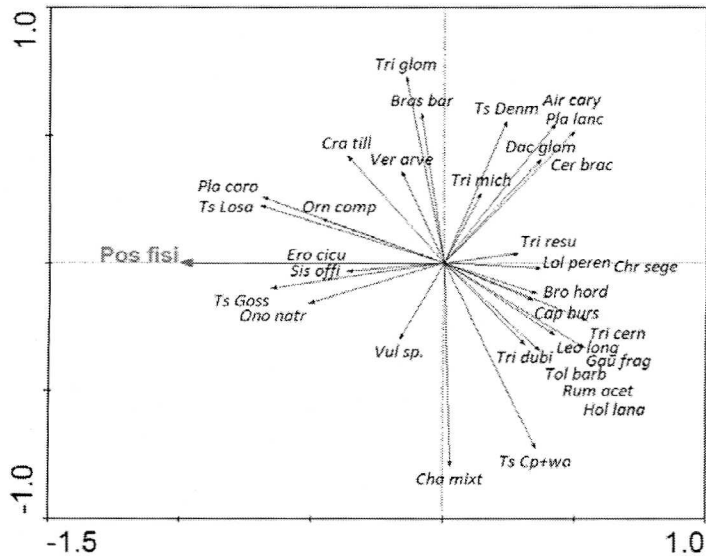 1.0
Tri glom
Bras bar
Ts Denm
Air cary
Pla lanc
Cra till
Ver arve
Dac glom
Cer brac
Tri mich
Pla coro
Ts Losa
Orn comp
Pos fisi
Ero cicu
Sis offi
Tri resu
Lol peren
Chr sege
Ts Goss
Ono natr
Bro hord
Cap burs
Tri cern
Vul sp.
Leo long
Tri dubi
Gau frag
Tol barb
Rum acet
Hol lana
Ts Cp+wa
Cha mixt
-1.0
-1.5
1.0